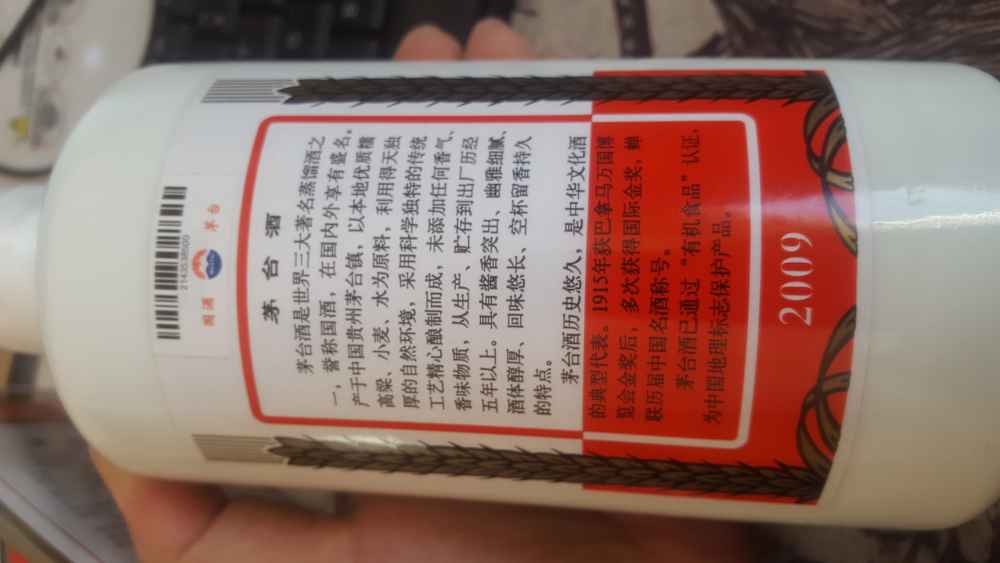 21435386 00
国酒 茅台
茅台酒
茅台酒是世界三大著名蒸馏酒之
一，誉称国酒，在国内外享有盛名。
产于中国贵州茅台镇，以本地优质糯
高粱、小麦、水为原料，利用得天独
厚的自然环境，采用科学独特的传统
工艺精心酿制而成，未添加任何香气、
香味物质，从生产、贮存到出厂历经
五年以上。具有酱香突出、幽雅细腻、
酒体醇厚、回味悠长、空杯留香持久
的特点。
茅台酒历史悠久，是中华文化酒
的典型代表。1915年获巴拿马万国博
览会金奖后，多次获得国际金奖，蝉
联历届中国名酒称号。
茅台酒已通过“有机食品”认证，
为中国地理标志保护产品。
2009